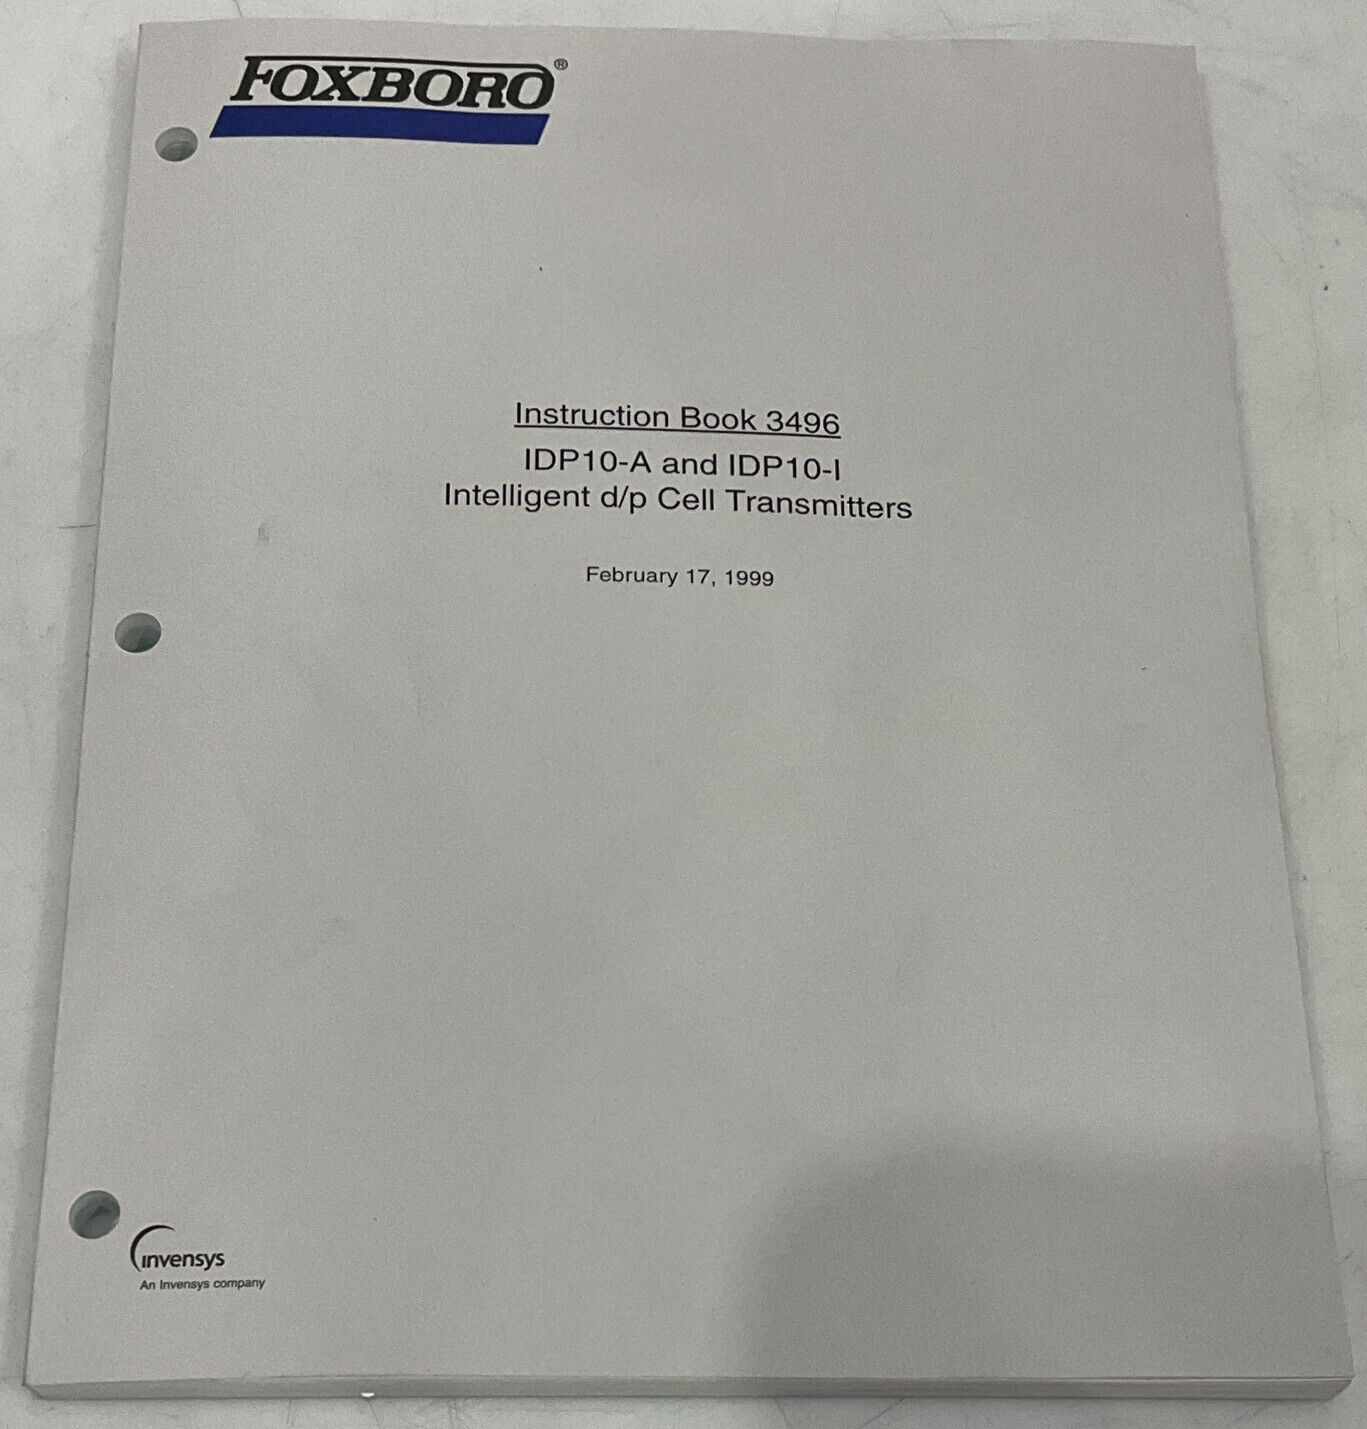 FOXBORO®
Instruction Book 3496
IDP10-A and IDP10-I
Intelligent d/p Cell Transmitters
February 17, 1999
invensys
An Invensys company